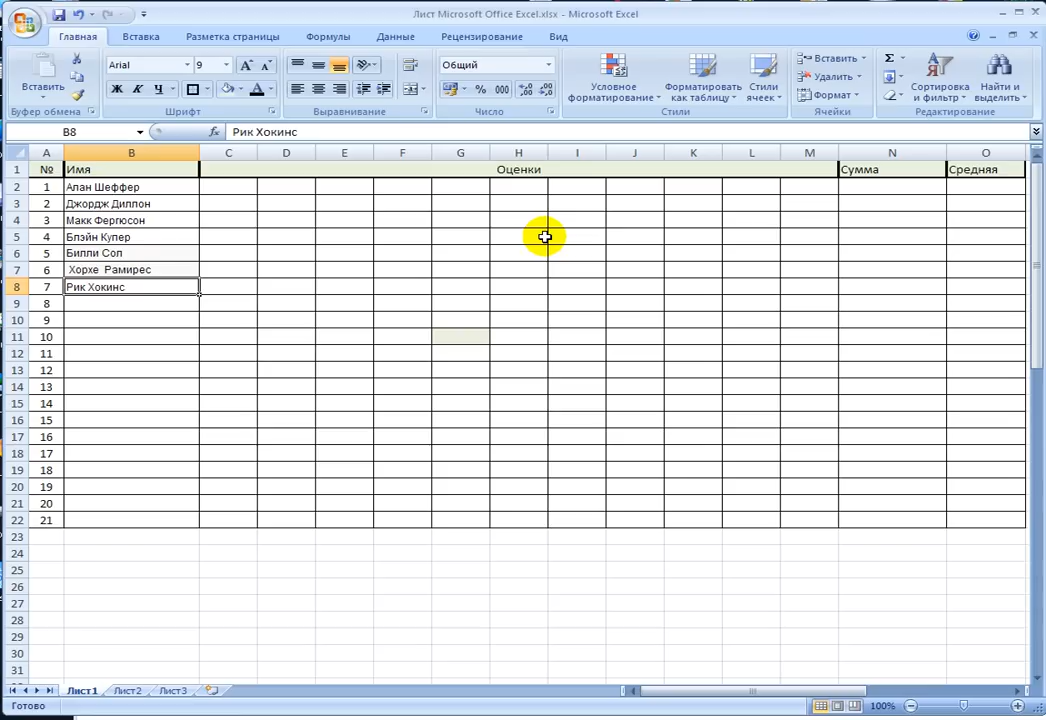 Лист Microsoft Office Excel.xlsx - Microsoft Excel
Главная Вставка Разметка страницы Формулы Данные Рецензирование Вид
Вставить
Arial 9
Ж К Ч А
Общий
% 000
Условное форматирование
Форматировать как таблицу
Стили ячеек
Вставить
Удалить
Формат
Σ
Сортировка и фильтр
Найти и выделить
Буфер обмена Шрифт Выравнивание Число Стили Ячейки Редактирование
B8 fx Рик Хокинс
A B C D E F G H I J K L M N O
1 № Имя Оценки Сумма Средняя
2 1 Алан Шеффер
3 2 Джордж Диллон
4 3 Макк Фергюсон
5 4 Блэйн Купер
6 5 Билли Сол
7 6 Хорхе Рамирес
8 7 Рик Хокинс
9 8
10 9
11 10
12 11
13 12
14 13
15 14
16 15
17 16
18 17
19 18
20 19
21 20
22 21
23
24
25
26
27
28
29
30
31
Лист1 Лист2 Лист3
Готово 100%